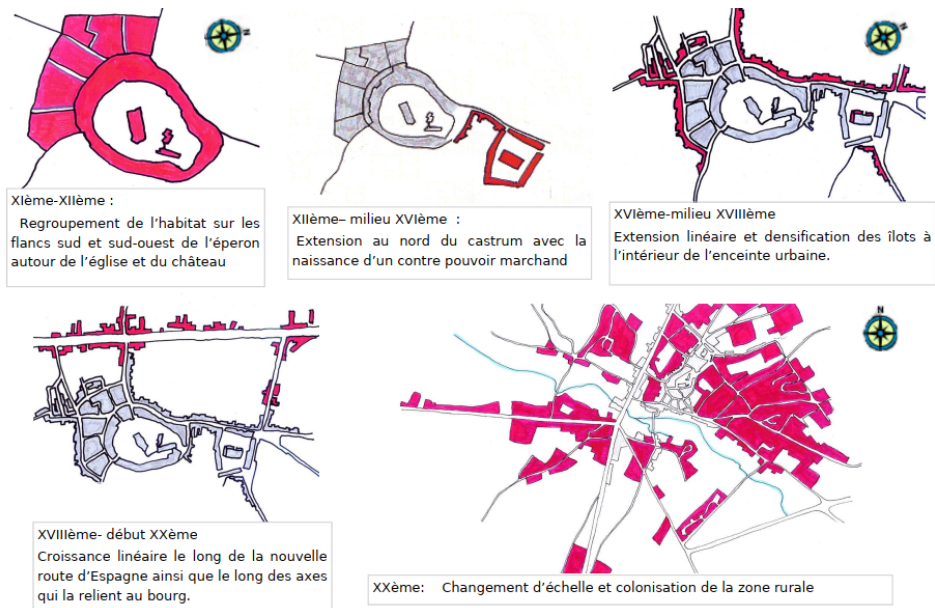 N
XIème-XIIème :
Regroupement de l'habitat sur les
flancs sud et sud-ouest de l'éperon
autour de l'église et du château
N
XIIème– milieu XVIème :
Extension au nord du castrum avec la
naissance d'un contre pouvoir marchand
N
XVIème-milieu XVIIIème
Extension linéaire et densification des îlots à
l'intérieur de l'enceinte urbaine.
XVIIIème- début XXème
Croissance linéaire le long de la nouvelle
route d'Espagne ainsi que le long des axes
qui la relient au bourg.
N
XXème: Changement d'échelle et colonisation de la zone rurale